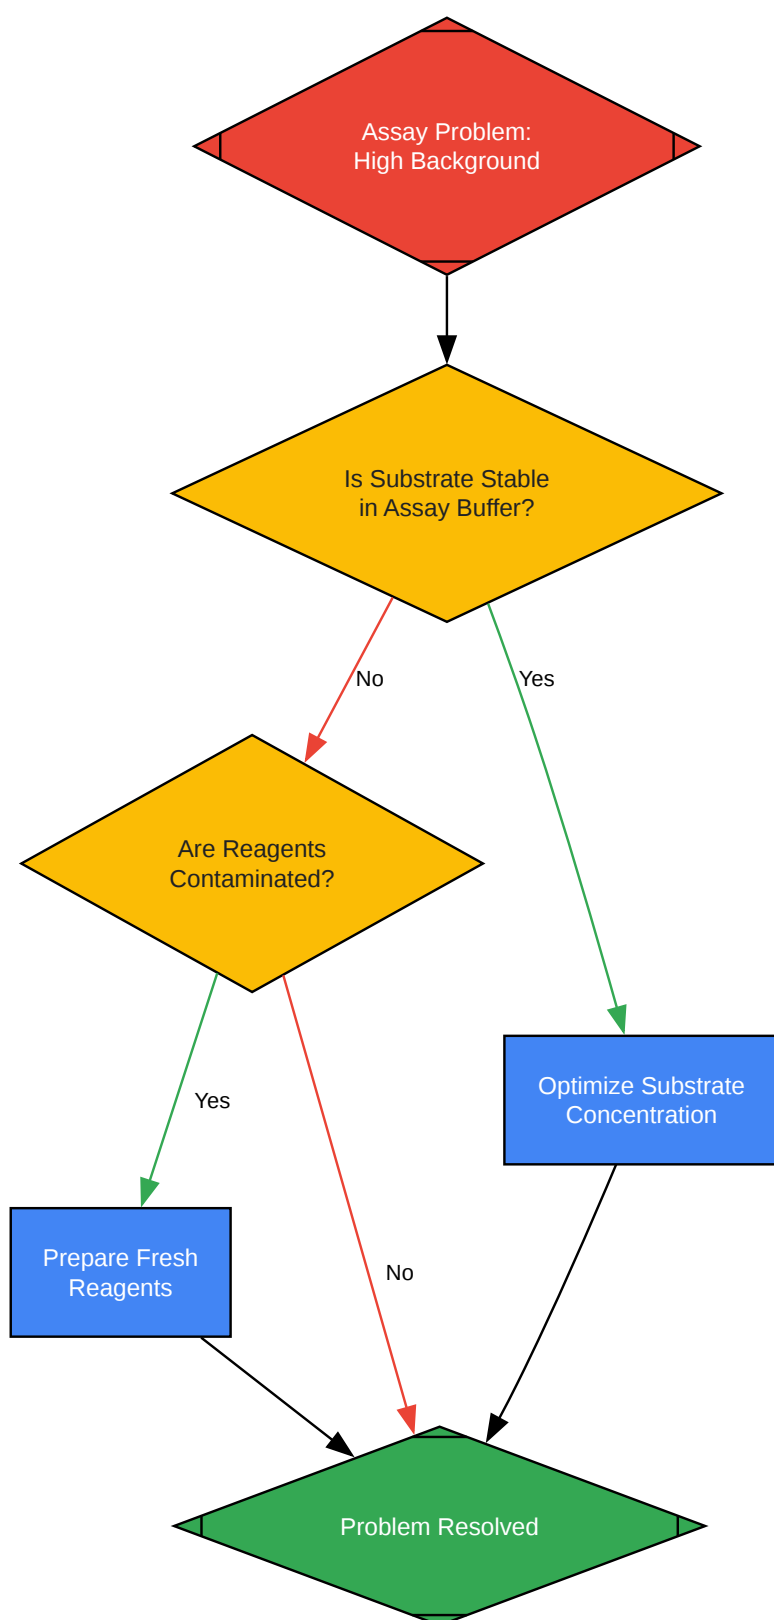 Assay Problem:
High Background
Is Substrate Stable
in Assay Buffer?
No
Yes
Are Reagents
Contaminated?
Optimize Substrate
Concentration
Yes
Prepare Fresh
Reagents
No
Problem Resolved